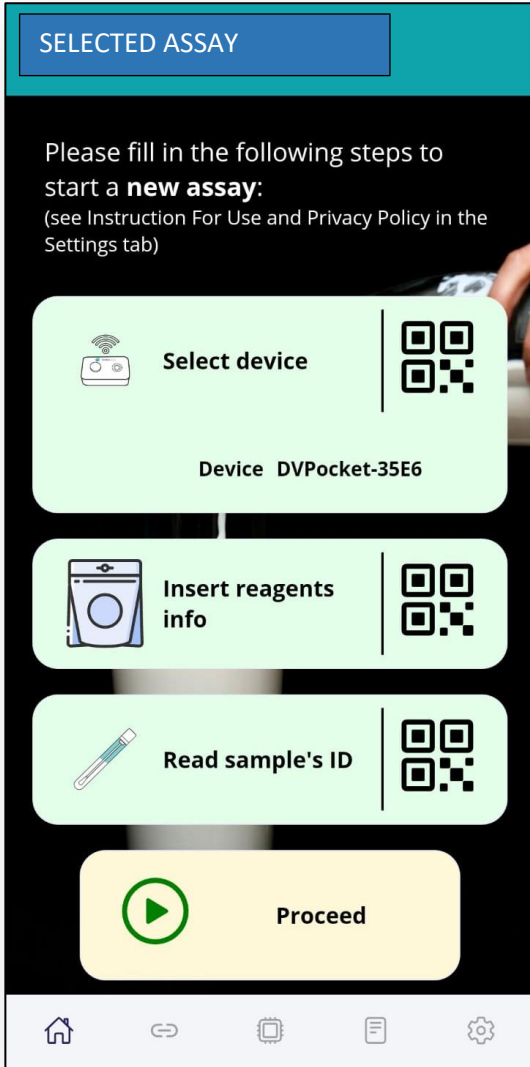 SELECTED ASSAY
Please fill in the following steps to
start a new assay:
(see Instruction For Use and Privacy Policy in the
Settings tab)
Select device
Device DVPocket-35E6
Insert reagents
info
Read sample's ID
Proceed